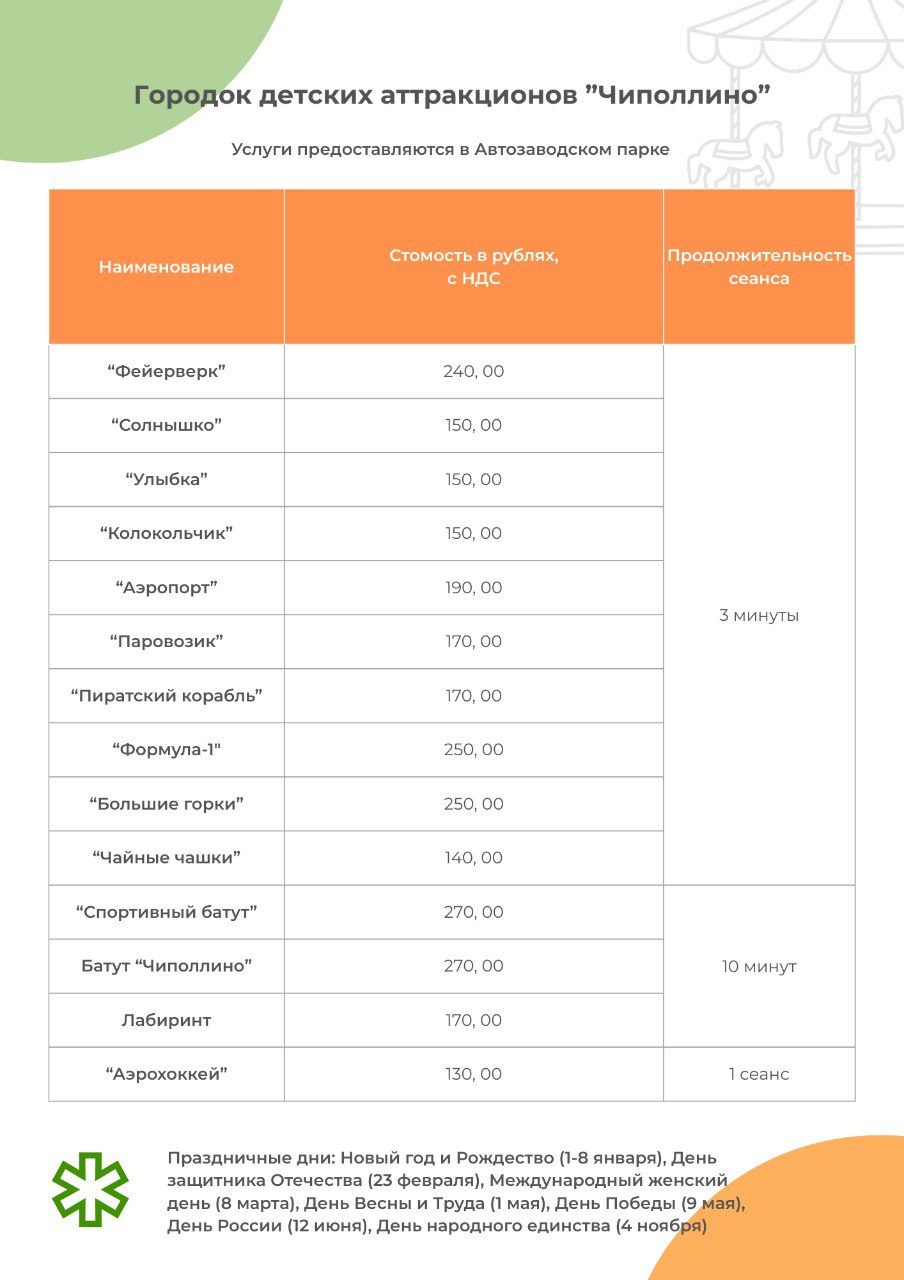 Городок детских аттракционов ”Чиполлино”
Услуги предоставляются в Автозаводском парке
Наименование
Стомость в рублях,
с НДС
Продолжительность
сеанса
“Фейерверк”
240, 00
“Солнышко”
150, 00
“Улыбка”
150, 00
“Колокольчик”
150, 00
“Аэропорт”
190, 00
“Паровозик”
170, 00
3 минуты
“Пиратский корабль”
170, 00
“Формула-1"
250, 00
“Большие горки”
250, 00
“Чайные чашки”
140, 00
“Спортивный батут”
270, 00
Батут “Чиполлино”
270, 00
10 минут
Лабиринт
170, 00
“Аэрохоккей”
130, 00
1 сеанс
Праздничные дни: Новый год и Рождество (1-8 января), День
защитника Отечества (23 февраля), Международный женский
день (8 марта), День Весны и Труда (1 мая), День Победы (9 мая),
День России (12 июня), День народного единства (4 ноября)